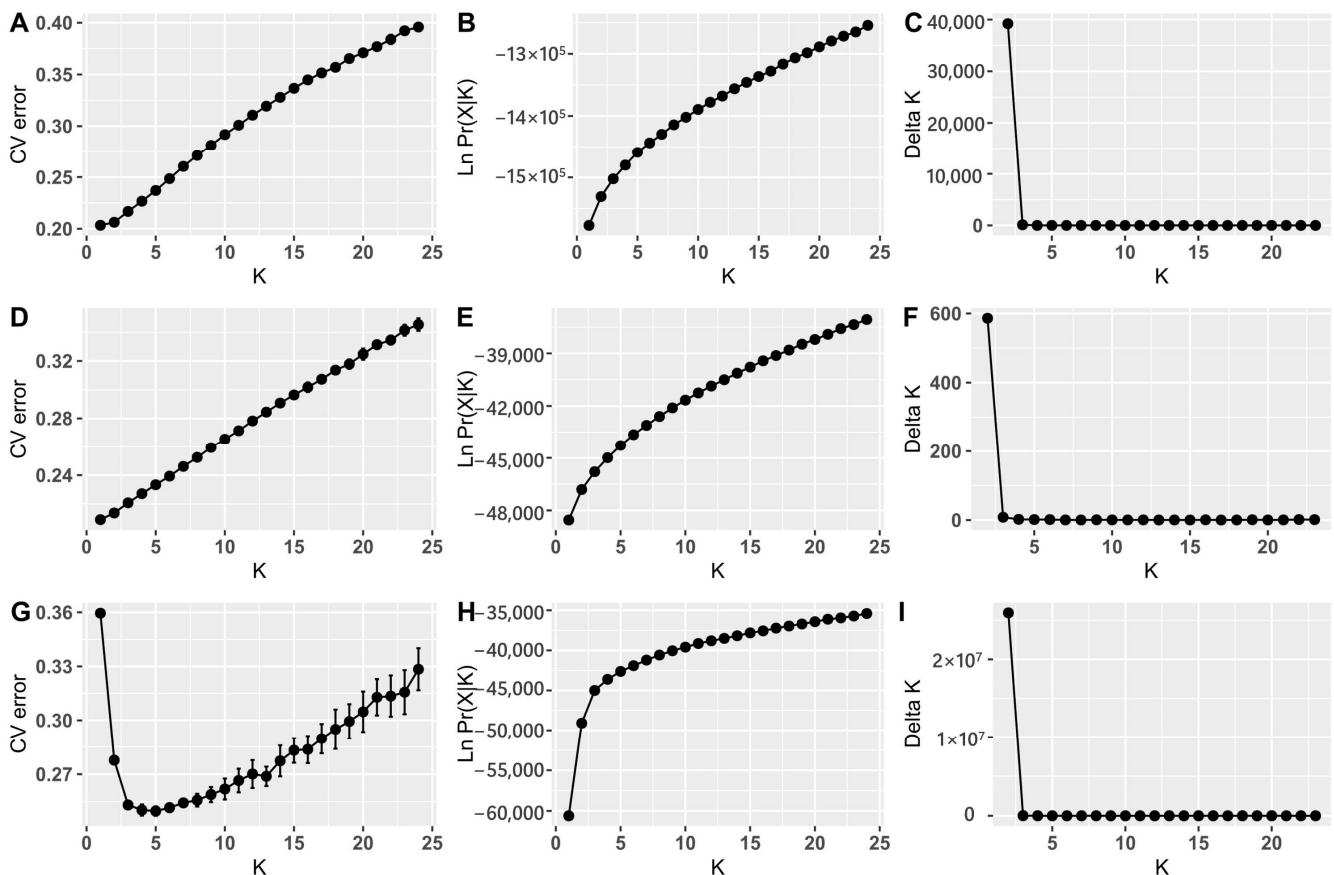 A
CV error
0.40
0.35
0.30
0.25
0.20
0 5 10 15 20 25
K
B
Ln Pr(X|K)
−13×10⁵
−14×10⁵
−15×10⁵
0 5 10 15 20 25
K
C
Delta K
40,000
30,000
20,000
10,000
0
5 10 15 20
K
D
CV error
0.32
0.28
0.24
0 5 10 15 20 25
K
E
Ln Pr(X|K)
−39,000
−42,000
−45,000
−48,000
0 5 10 15 20 25
K
F
Delta K
600
400
200
0
5 10 15 20
K
G
CV error
0.36
0.33
0.30
0.27
0 5 10 15 20 25
K
H
Ln Pr(X|K)
−35,000
−40,000
−45,000
−50,000
−55,000
−60,000
0 5 10 15 20 25
K
I
Delta K
2×10⁷
1×10⁷
0
5 10 15 20
K